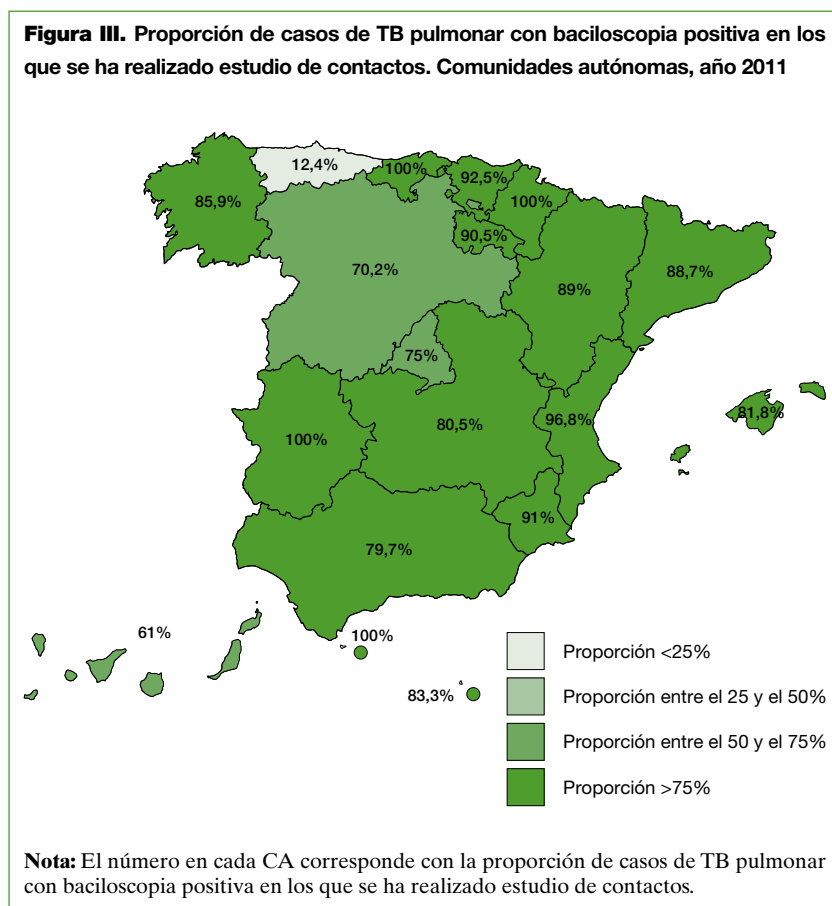 Figura III. Proporción de casos de TB pulmonar con baciloscopia positiva en los
que se ha realizado estudio de contactos. Comunidades autónomas, año 2011
12,4%
100%
92,5%
85,9%
100%
90,5%
70,2%
89%
88,7%
75%
81,8%
100%
80,5%
96,8%
91%
79,7%
61%
100%
83,3%
Proporción <25%
Proporción entre el 25 y el 50%
Proporción entre el 50 y el 75%
Proporción >75%
Nota: El número en cada CA corresponde con la proporción de casos de TB pulmonar
con baciloscopia positiva en los que se ha realizado estudio de contactos.